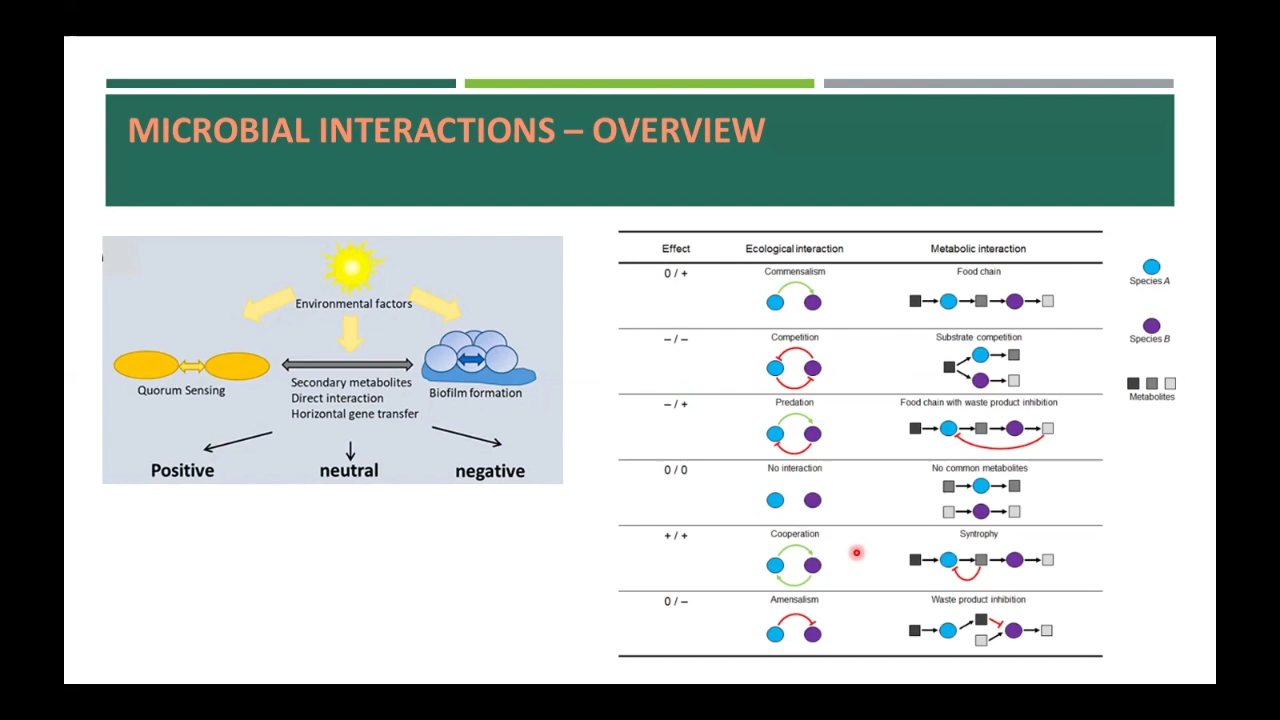 MICROBIAL INTERACTIONS – OVERVIEW
Environmental factors
Quorum Sensing
Secondary metabolites
Direct interaction
Horizontal gene transfer
Biofilm formation
Positive
neutral
negative
Effect Ecological interaction Metabolic interaction
0 / + Commensalism Food chain
– / – Competition Substrate competition
– / + Predation Food chain with waste product inhibition
0 / 0 No interaction No common metabolites
+ / + Cooperation Syntrophy
0 / – Amensalism Waste product inhibition
Species A
Species B
Metabolites